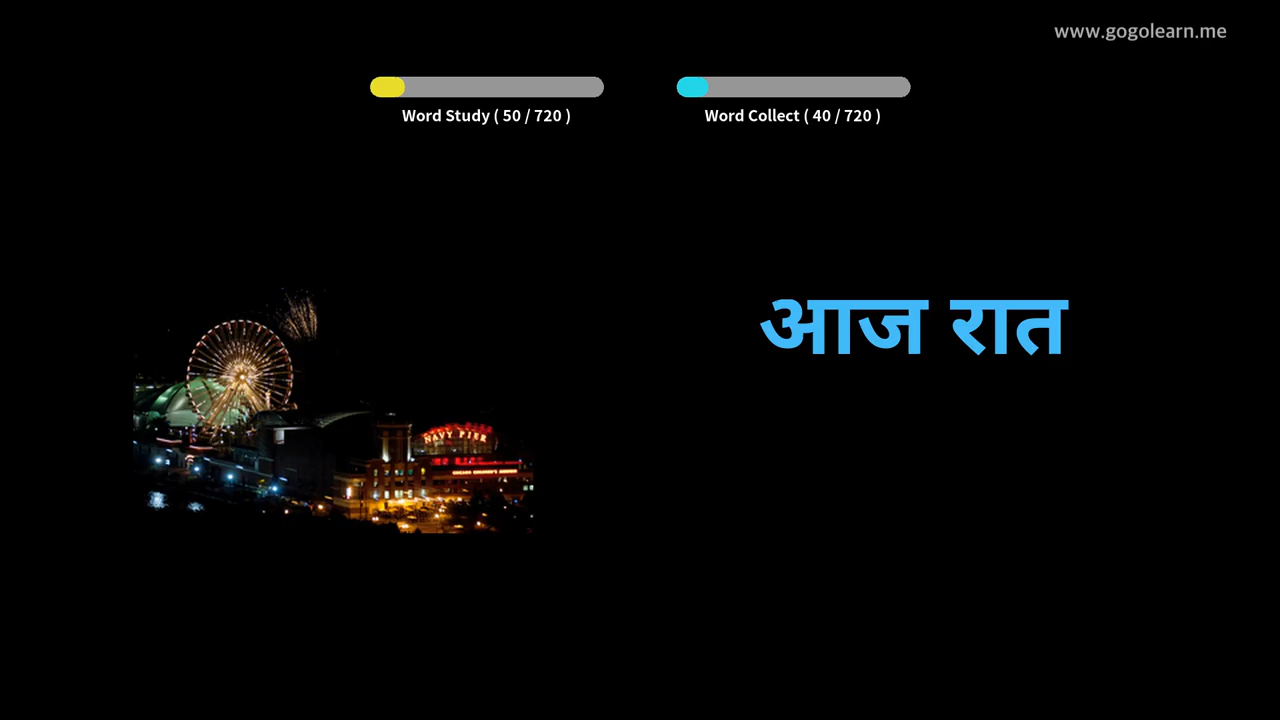 www.gogolearn.me
Word Study ( 50 / 720 )
Word Collect ( 40 / 720 )
आज रात
NAVY PIER